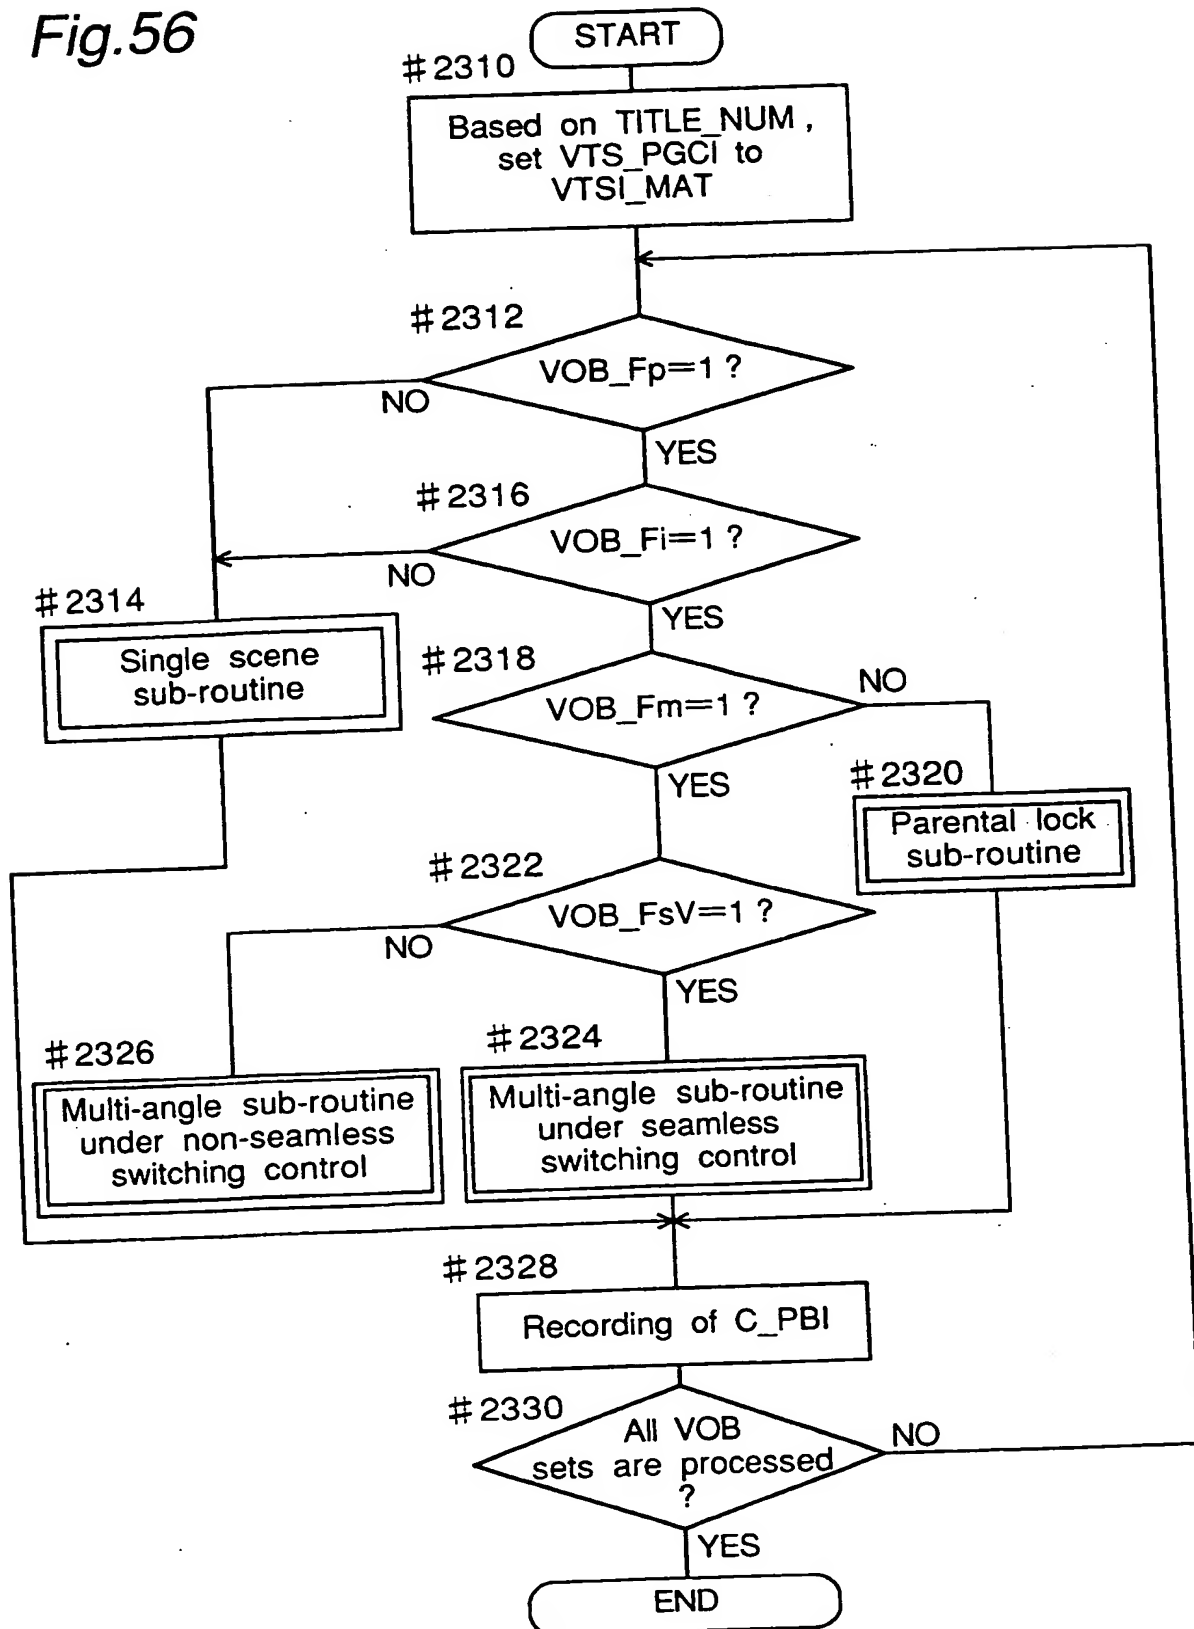 Fig.56
START
#2310
Based on TITLE_NUM,
set VTS_PGCI to
VTSI_MAT
#2312
VOB_Fp=1 ?
NO
YES
#2316
VOB_Fi=1 ?
NO
YES
#2314
Single scene
sub-routine
#2318
VOB_Fm=1 ?
NO
YES
#2320
Parental lock
sub-routine
#2322
VOB_FsV=1 ?
NO
YES
#2326
Multi-angle sub-routine
under non-seamless
switching control
#2324
Multi-angle sub-routine
under seamless
switching control
#2328
Recording of C_PBI
#2330
All VOB
sets are processed
?
NO
YES
END